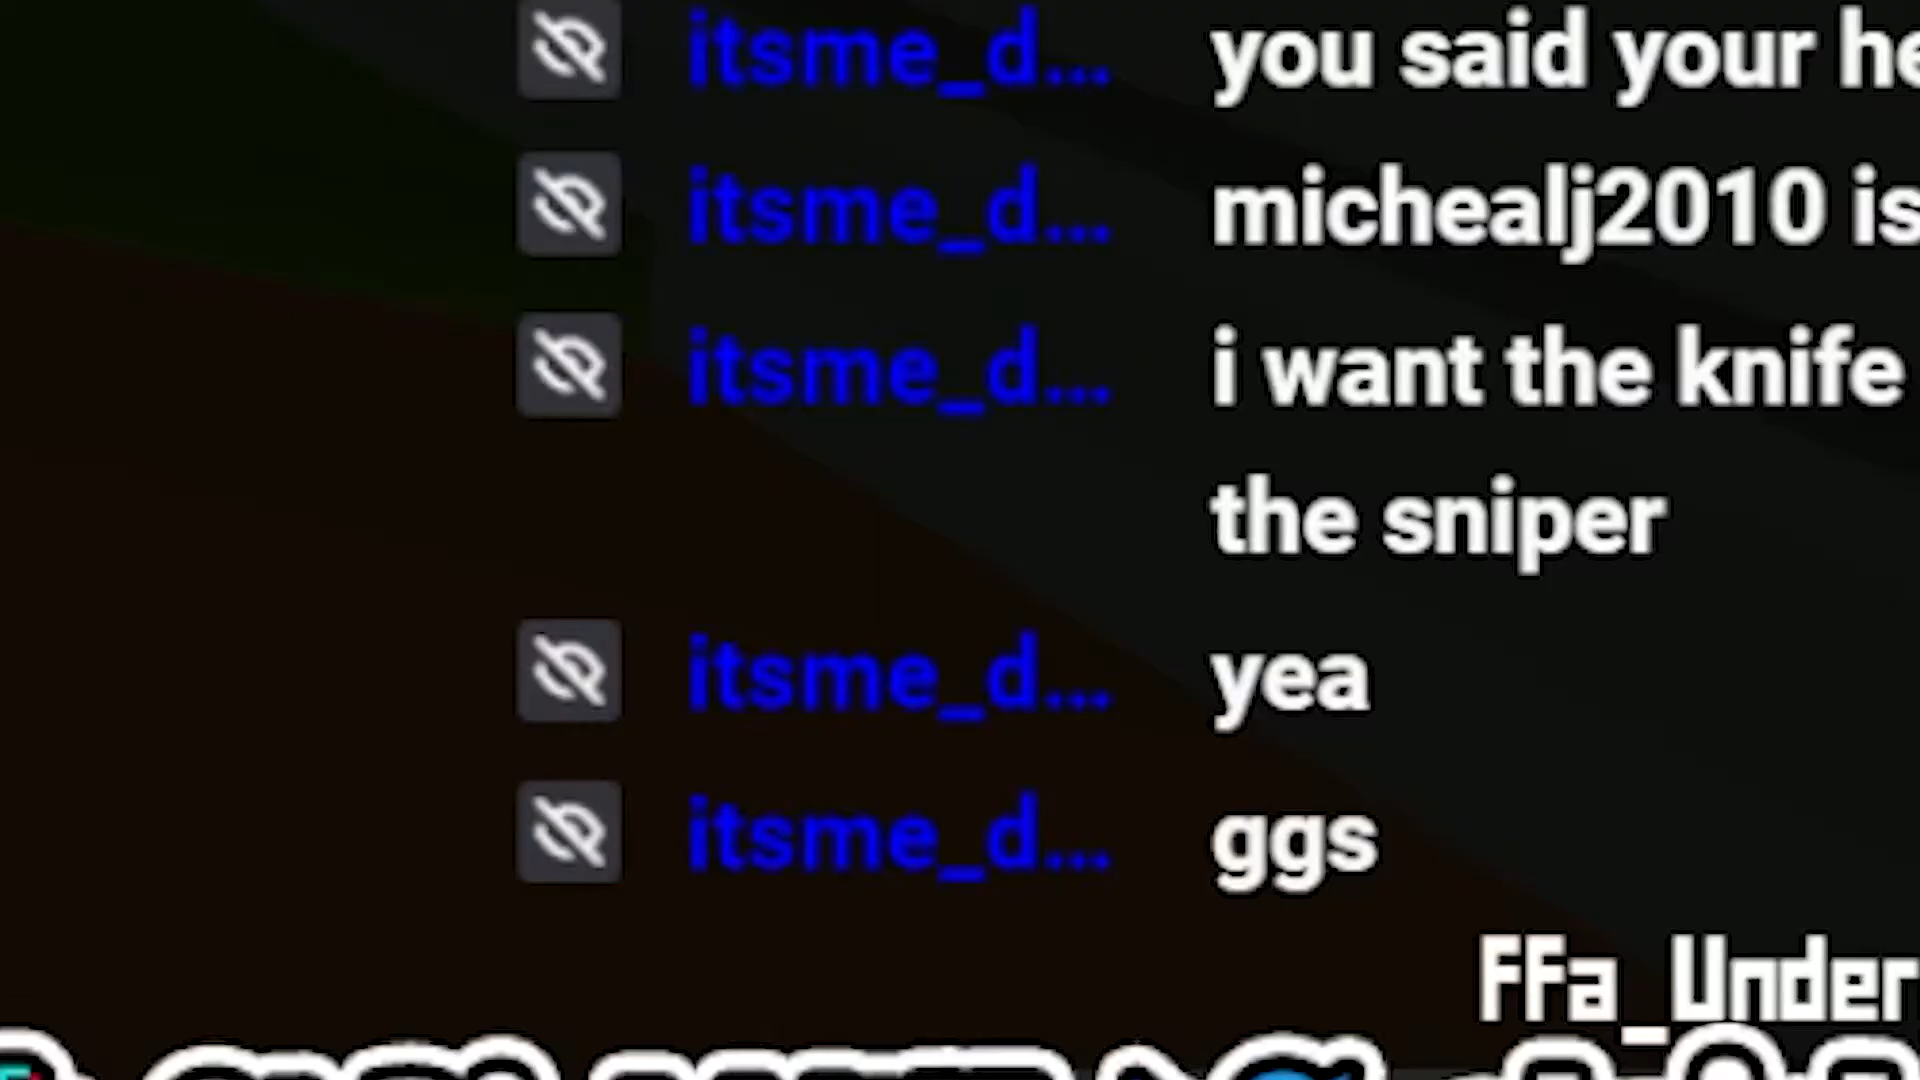 itsme_d... you said your he
itsme_d... michealj2010 is
itsme_d... i want the knife
the sniper
itsme_d... yea
itsme_d... ggs
FFa_Under